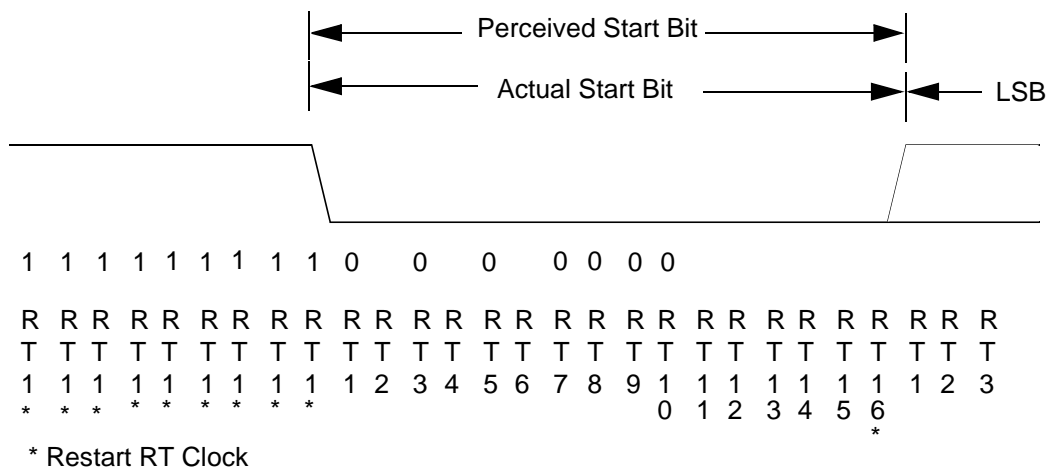 Perceived Start Bit
Actual Start Bit
LSB
1 1 1 1 1 1 1 1 1 0 0 0 0 0 0 0
R R R R R R R R R R R R R R R R R R R R R R R R R R R R
T T T T T T T T T T T T T T T T T T T T T T T T T T T T
1 1 1 1 1 1 1 1 1 1 2 3 4 5 6 7 8 9 1 1 1 1 1 1 1 1 2 3
* * * * * * * * * 0 1 2 3 4 5 6
*
* Restart RT Clock